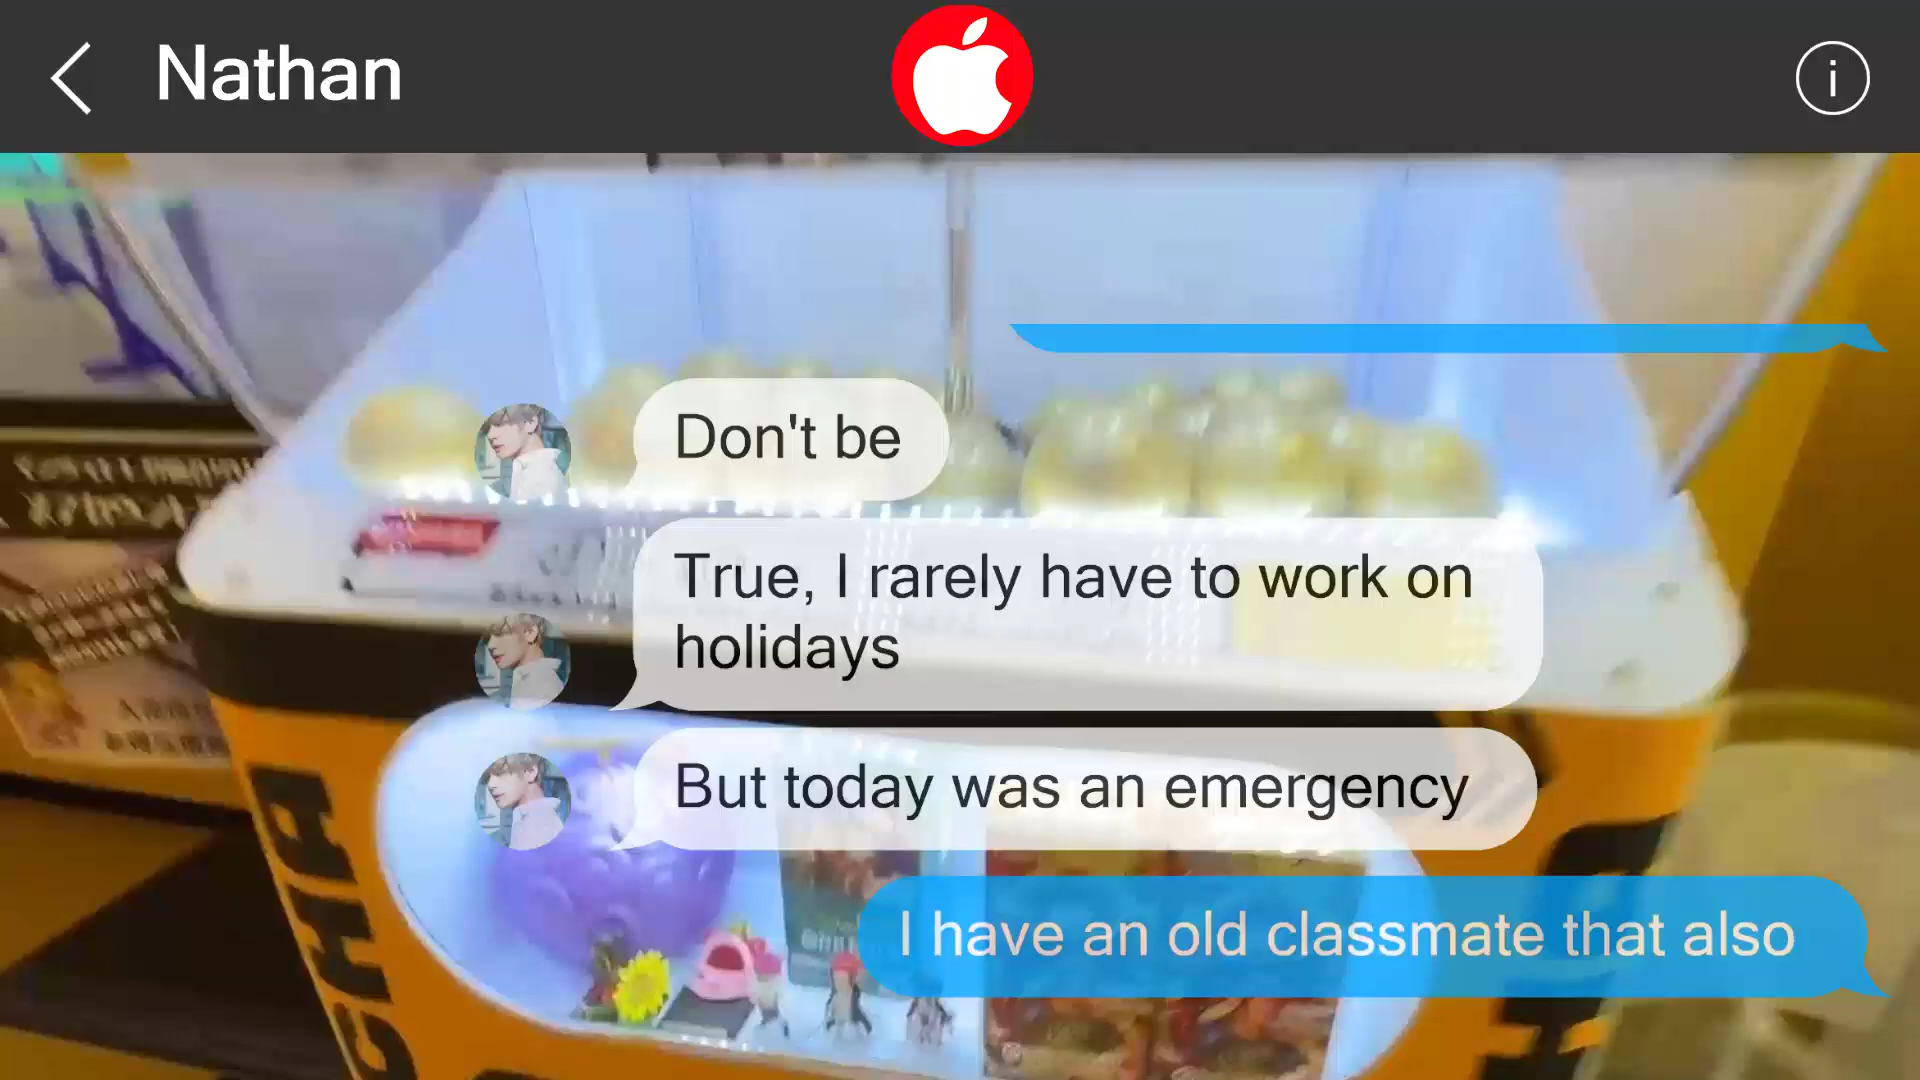 Nathan
Don't be
True, I rarely have to work on
holidays
But today was an emergency
I have an old classmate that also